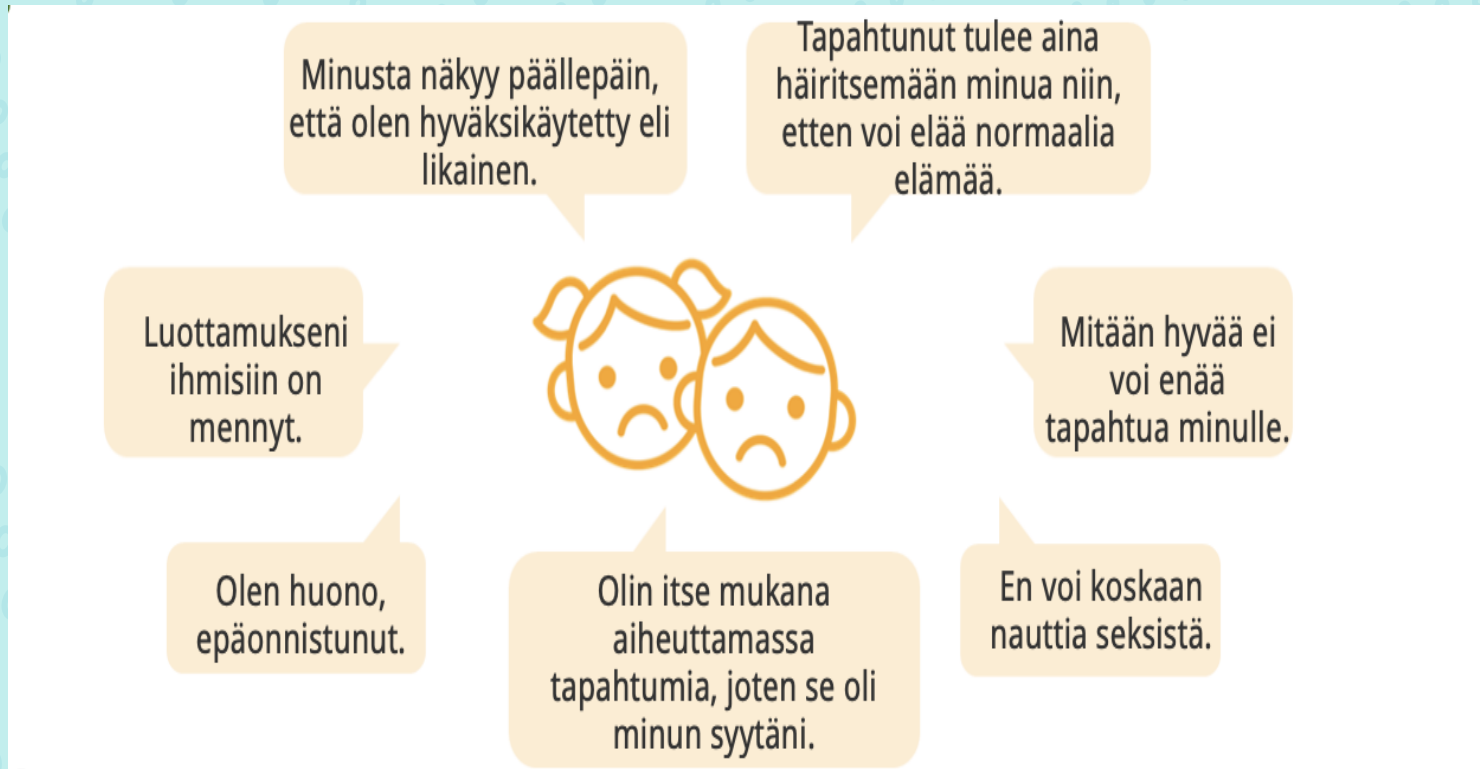 Minusta näkyy päällepäin,
että olen hyväksikäytetty eli
likainen.
Tapahtunut tulee aina
häiritsemään minua niin,
etten voi elää normaalia
elämää.
Luottamukseni
ihmisiin on
mennyt.
Mitään hyvää ei
voi enää
tapahtua minulle.
Olen huono,
epäonnistunut.
Olin itse mukana
aiheuttamassa
tapahtumia, joten se oli
minun syytäni.
En voi koskaan
nauttia seksistä.